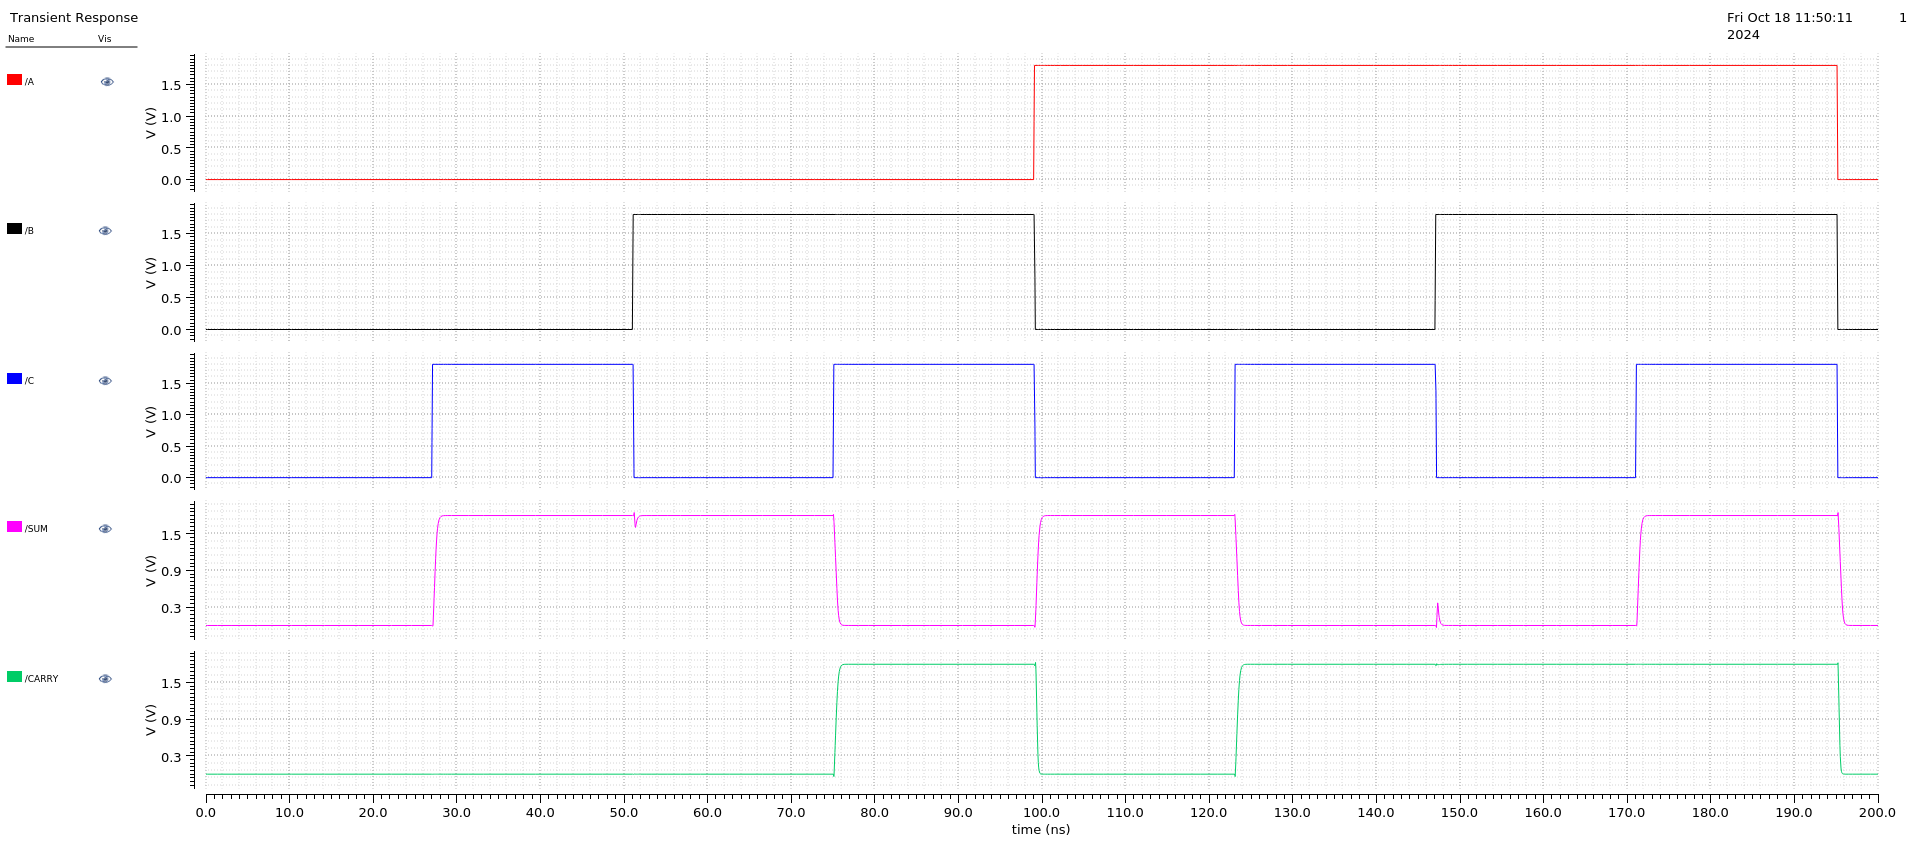 Transient Response
Fri Oct 18 11:50:11 1
2024
Name Vis
/A
V (V)
1.5
1.0
0.5
0.0
/B
V (V)
1.5
1.0
0.5
0.0
/C
V (V)
1.5
1.0
0.5
0.0
/SUM
V (V)
1.5
0.9
0.3
/CARRY
V (V)
1.5
0.9
0.3
0.0 10.0 20.0 30.0 40.0 50.0 60.0 70.0 80.0 90.0 100.0 110.0 120.0 130.0 140.0 150.0 160.0 170.0 180.0 190.0 200.0
time (ns)